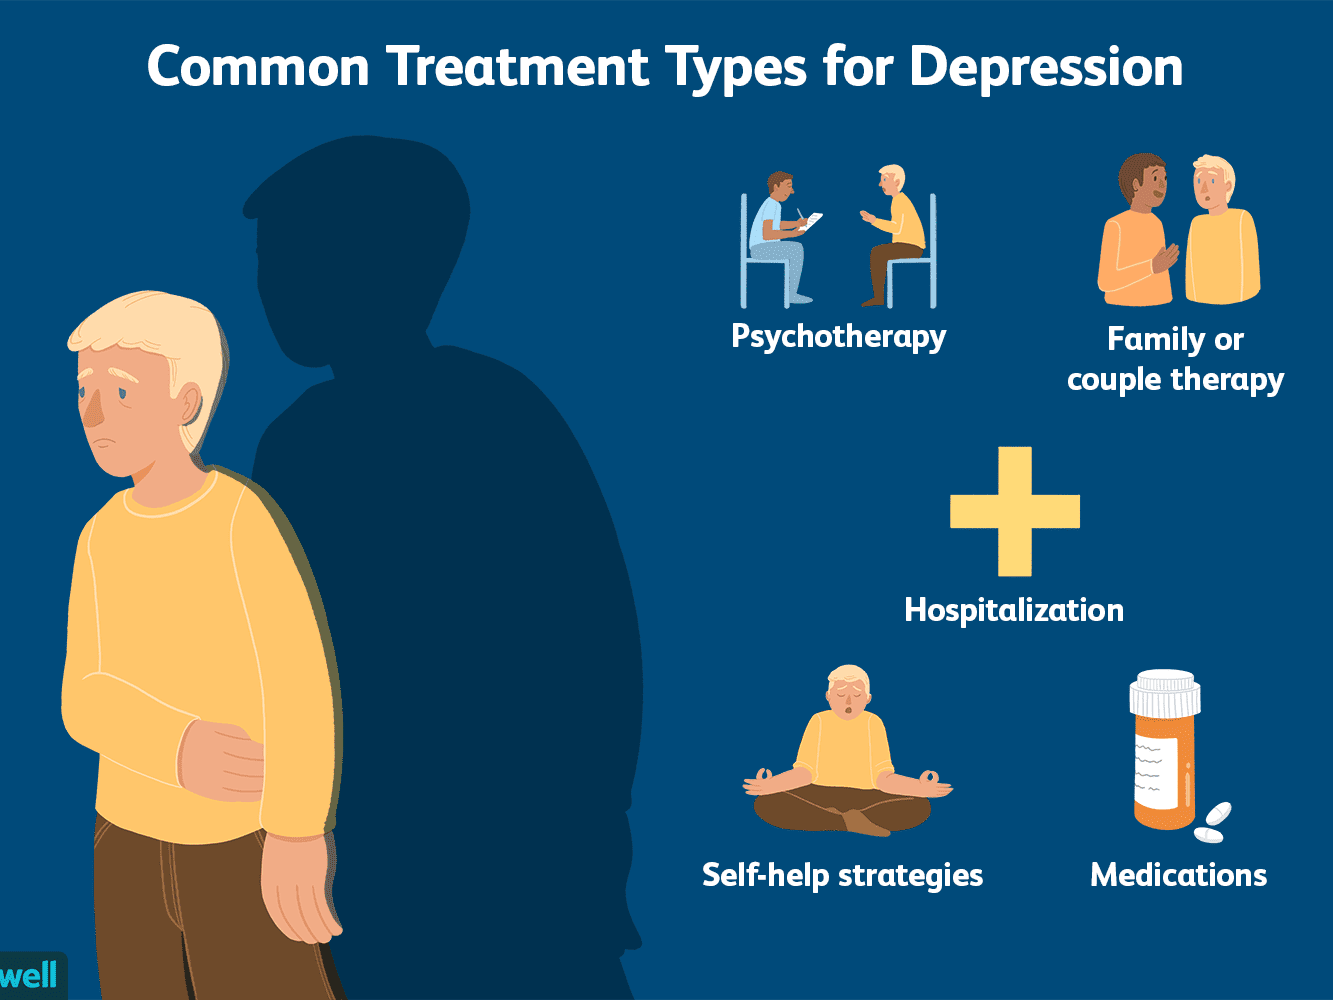 Common Treatment Types for Depression
Psychotherapy
Family or
couple therapy
Hospitalization
Self-help strategies
Medications
well